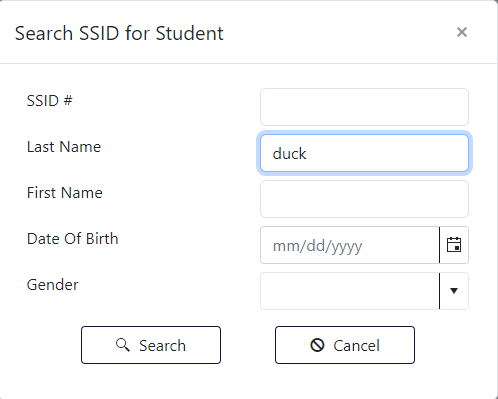 Search SSID for Student ×
SSID #
Last Name duck
First Name
Date Of Birth mm/dd/yyyy
Gender
Search Cancel